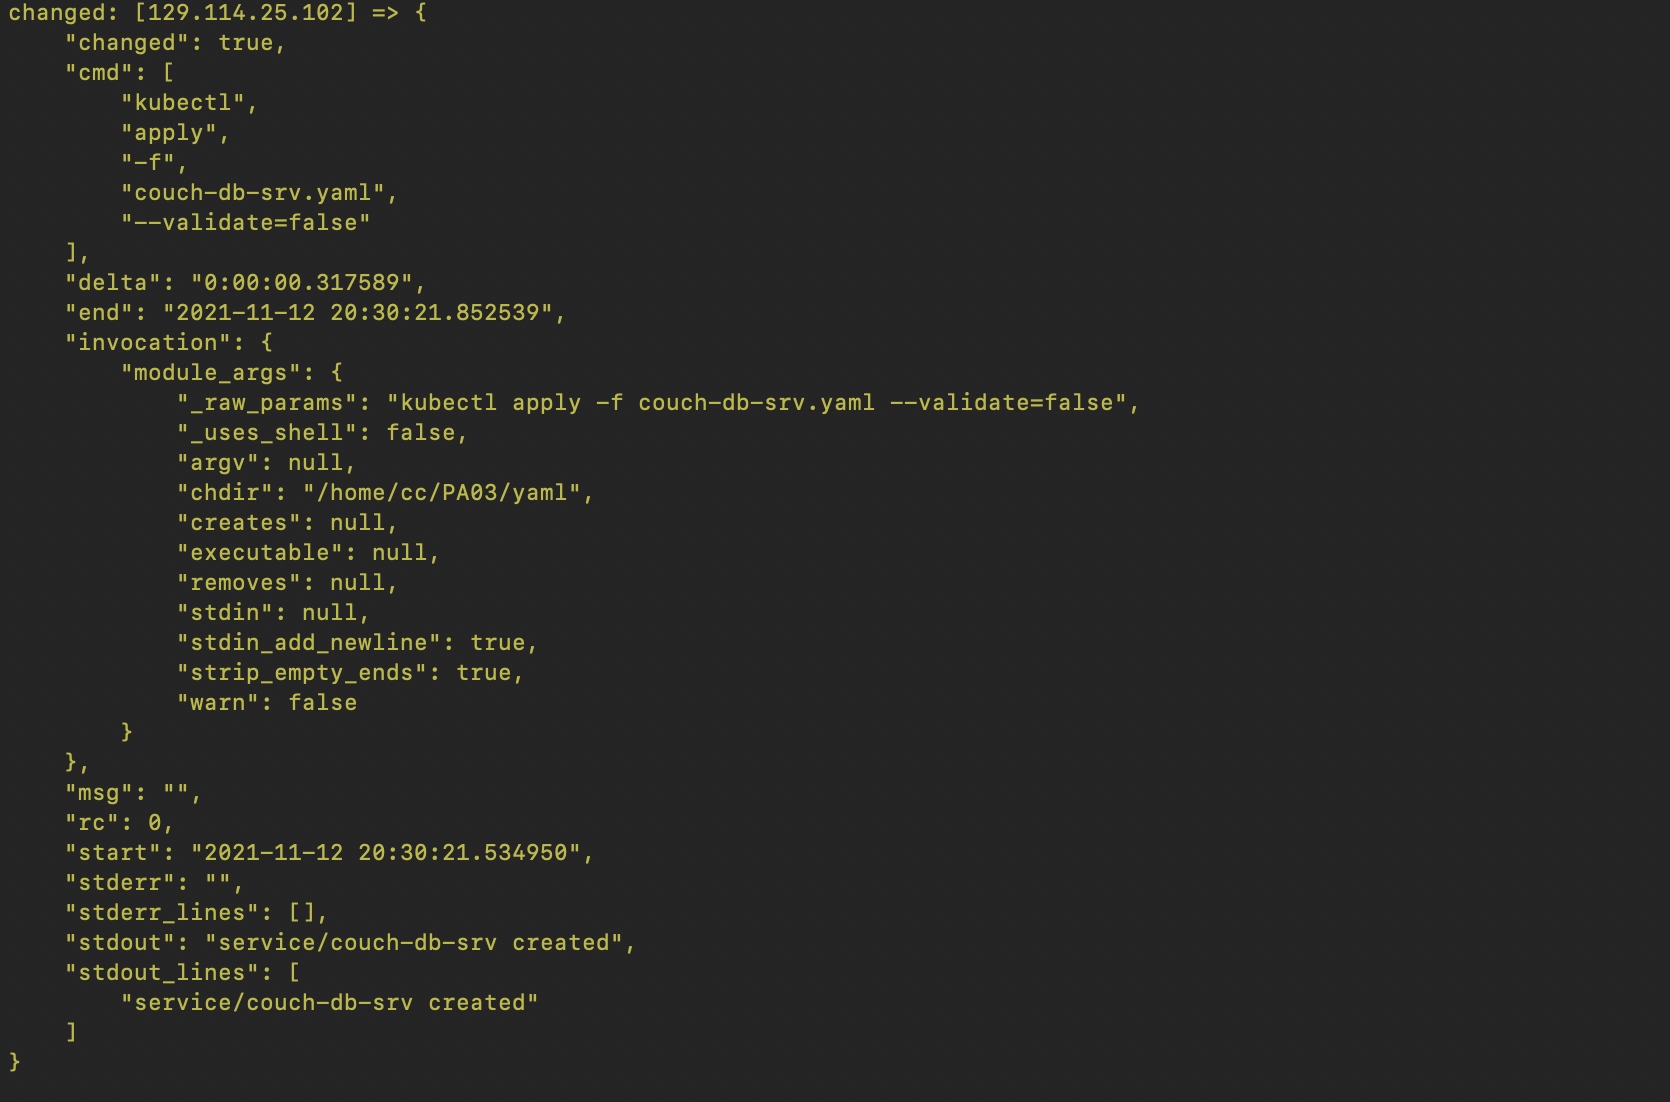 changed: [129.114.25.102] => {
    "changed": true,
    "cmd": [
        "kubectl",
        "apply",
        "-f",
        "couch-db-srv.yaml",
        "--validate=false"
    ],
    "delta": "0:00:00.317589",
    "end": "2021-11-12 20:30:21.852539",
    "invocation": {
        "module_args": {
            "_raw_params": "kubectl apply -f couch-db-srv.yaml --validate=false",
            "_uses_shell": false,
            "argv": null,
            "chdir": "/home/cc/PA03/yaml",
            "creates": null,
            "executable": null,
            "removes": null,
            "stdin": null,
            "stdin_add_newline": true,
            "strip_empty_ends": true,
            "warn": false
        }
    },
    "msg": "",
    "rc": 0,
    "start": "2021-11-12 20:30:21.534950",
    "stderr": "",
    "stderr_lines": [],
    "stdout": "service/couch-db-srv created",
    "stdout_lines": [
        "service/couch-db-srv created"
    ]
}